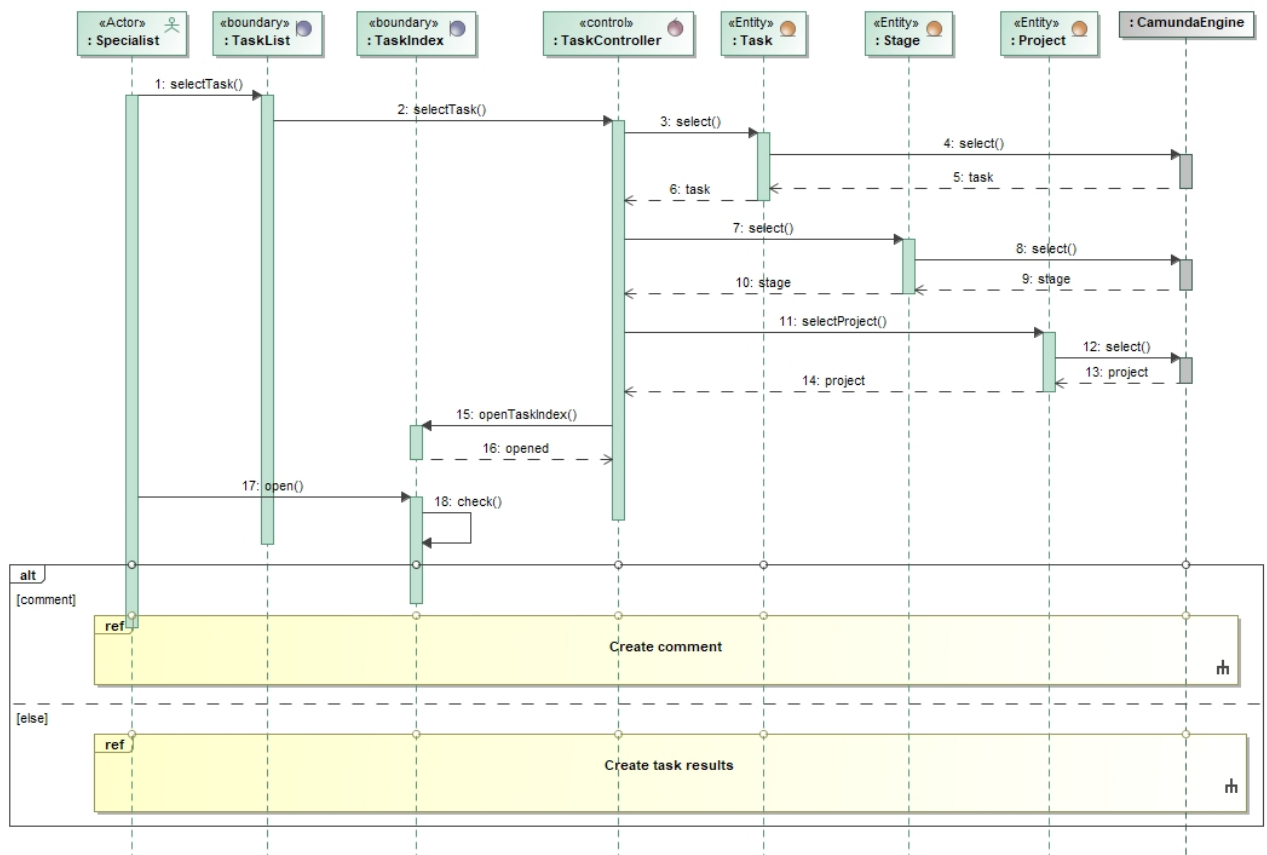 «Actor»
: Specialist
«boundary»
: TaskList
«boundary»
: TaskIndex
«control»
: TaskController
«Entity»
: Task
«Entity»
: Stage
«Entity»
: Project
: CamundaEngine
1: selectTask()
2: selectTask()
3: select()
4: select()
5: task
6: task
7: select()
8: select()
9: stage
10: stage
11: selectProject()
12: select()
13: project
14: project
15: openTaskIndex()
16: opened
17: open()
18: check()
alt
[comment]
ref
Create comment
[else]
ref
Create task results